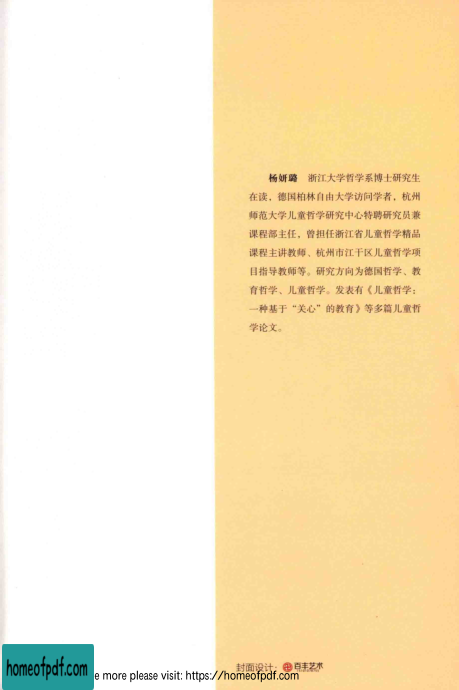 杨妍璐 浙江大学哲学系博士研究生
在读，德国柏林自由大学访问学者，杭州
师范大学儿童哲学研究中心特聘研究员兼
课程部主任，曾担任浙江省儿童哲学精品
课程主讲教师、杭州市江干区儿童哲学项
目指导教师等。研究方向为德国哲学、教
育哲学、儿童哲学。发表有《儿童哲学：
一种基于“关心”的教育》等多篇儿童哲
学论文。
封面设计： 百丰艺术
homeofpdf.com e more please visit: https://homeofpdf.com